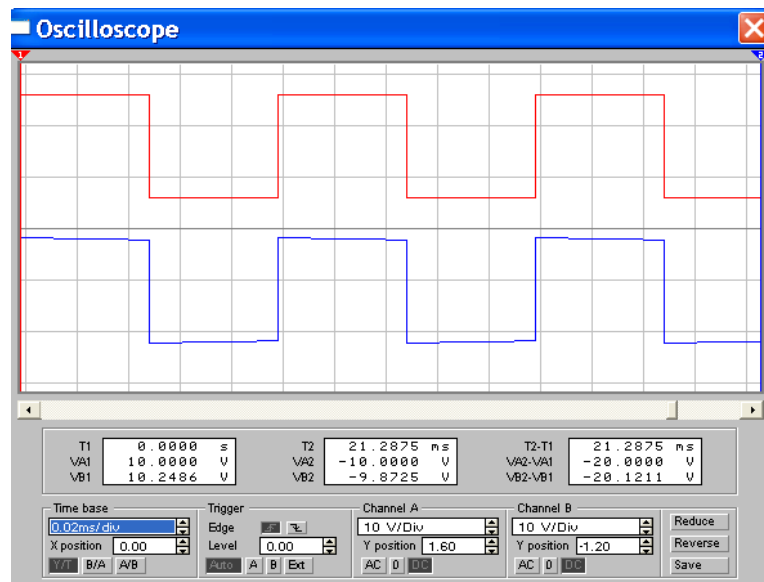 Oscilloscope
1 2
T1 0.0000 s T2 21.2875 ms T2-T1 21.2875 ms
VA1 10.0000 V VA2 -10.0000 V VA2-VA1 -20.0000 V
VB1 10.2486 V VB2 -9.8725 V VB2-VB1 -20.1211 V
Time base Trigger Channel A Channel B
0.02ms/div Edge 10 V/Div 10 V/Div Reduce
X position 0.00 Level 0.00 Y position 1.60 Y position -1.20 Reverse
Y/T B/A A/B Auto A B Ext AC 0 DC AC 0 DC Save